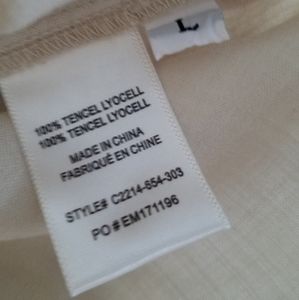 L
100% TENCEL LYOCELL
100% TENCEL LYOCELL
MADE IN CHINA
FABRIQUÉ EN CHINE
STYLE# C2214-654-303
PO # EM171196